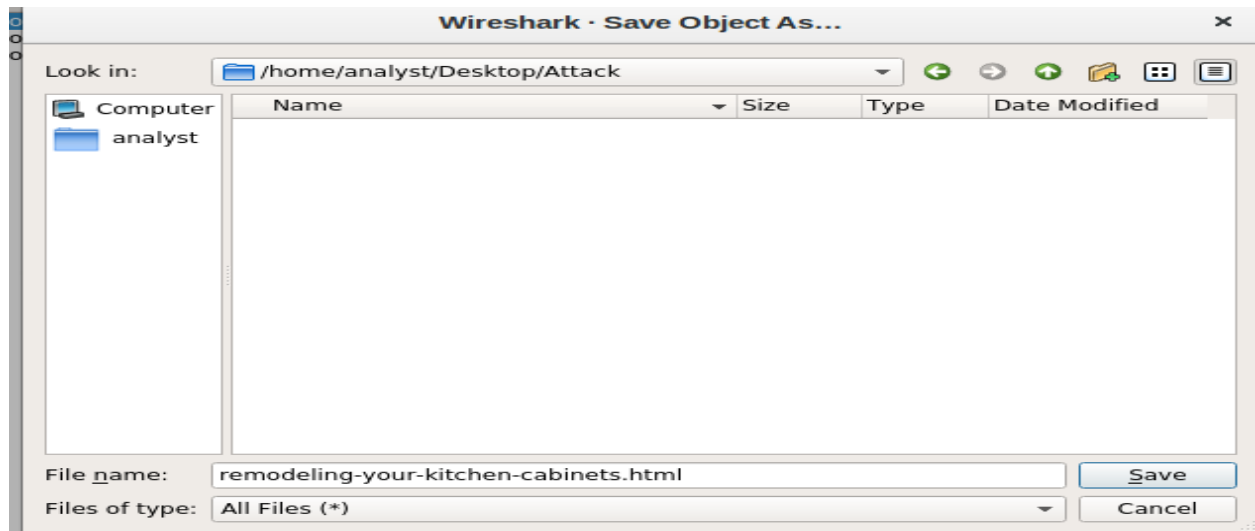 Wireshark · Save Object As...
Look in: /home/analyst/Desktop/Attack
Computer
analyst
Name Size Type Date Modified
File name: remodeling-your-kitchen-cabinets.html Save
Files of type: All Files (*) Cancel